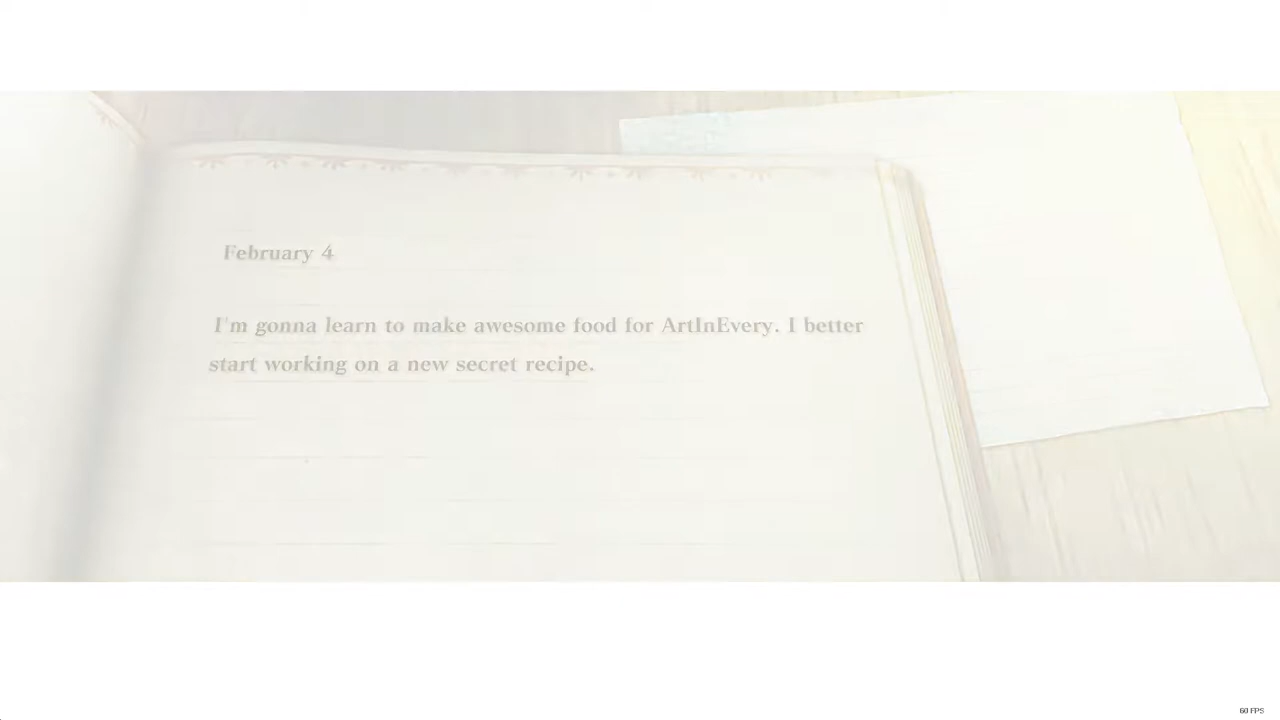 February 4
I'm gonna learn to make awesome food for ArtInEvery. I better
start working on a new secret recipe.
60 FPS